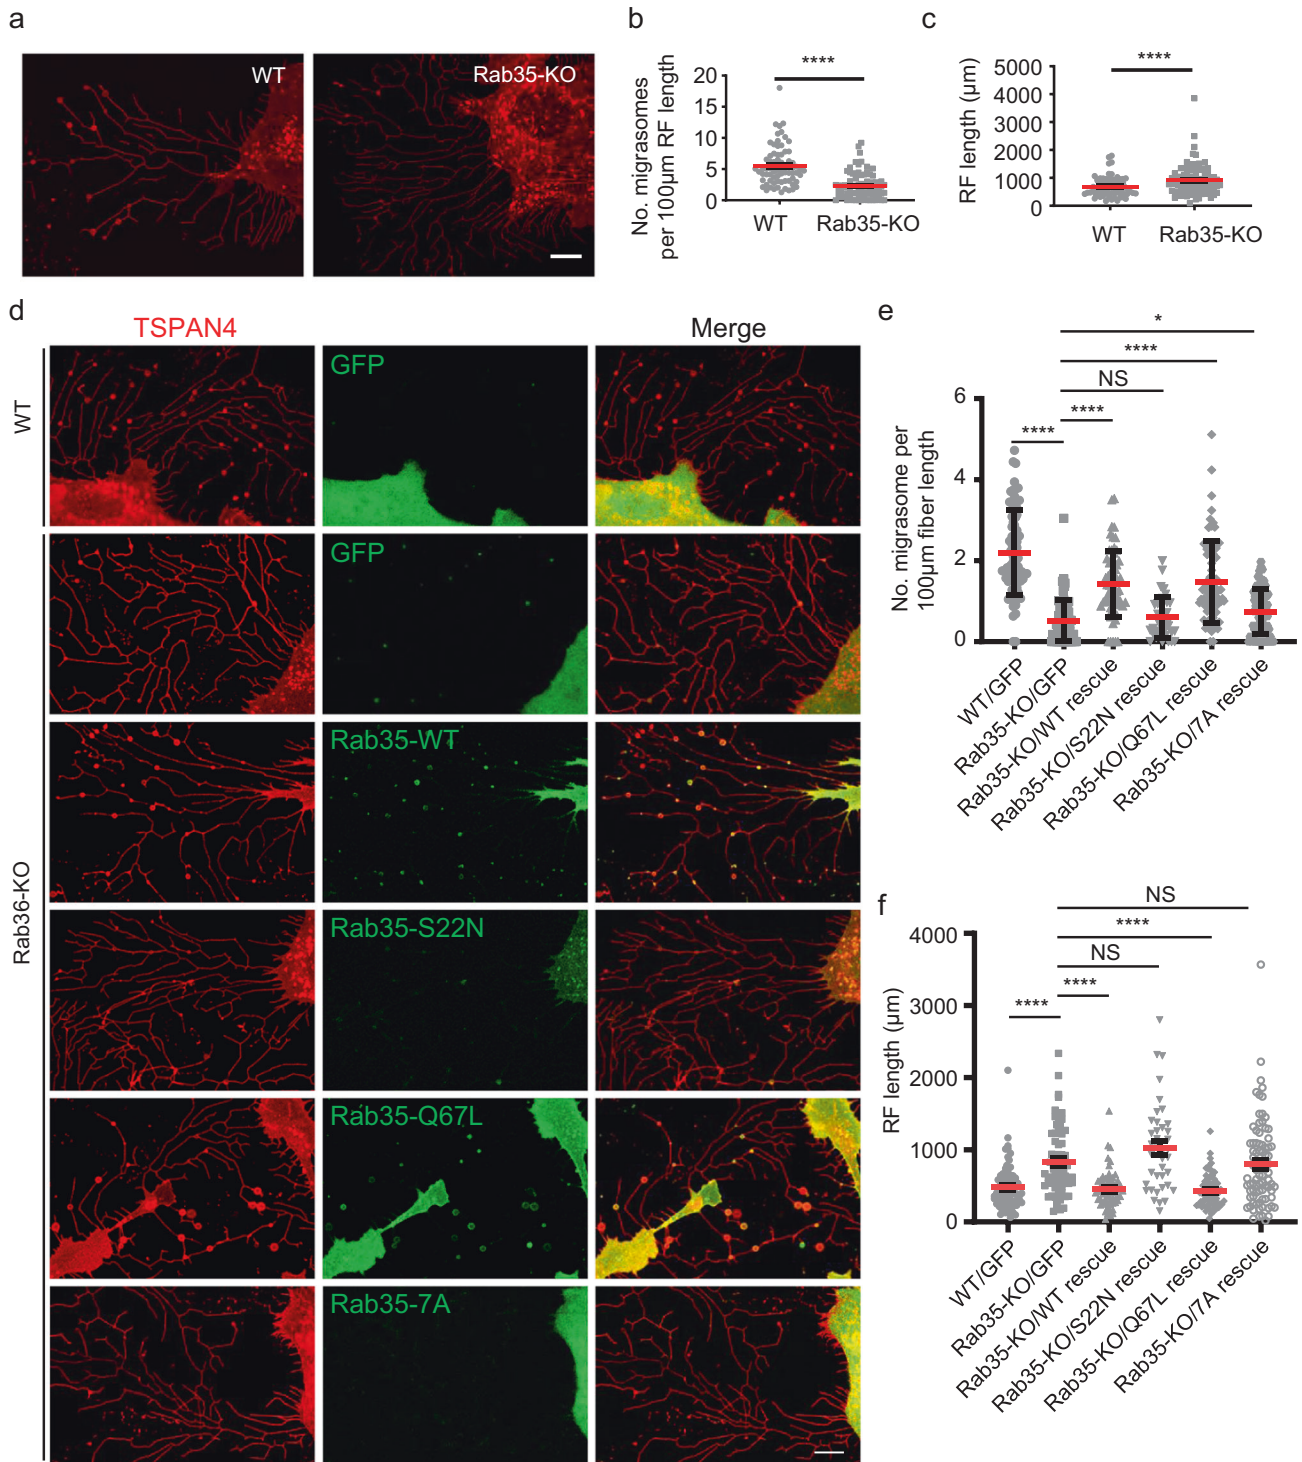 a
WT
Rab35-KO
b
****
No. migrasomes
per 100µm RF length
20
15
10
5
0
WT
Rab35-KO
c
****
RF length (µm)
5000
4000
3000
2000
1000
0
WT
Rab35-KO
d
TSPAN4
Merge
WT
GFP
Rab36-KO
GFP
Rab35-WT
Rab35-S22N
Rab35-Q67L
Rab35-7A
e
*
****
NS
****
****
No. migrasome per
100µm fiber length
6
4
2
0
WT/GFP
Rab35-KO/GFP
Rab35-KO/WT rescue
Rab35-KO/S22N rescue
Rab35-KO/Q67L rescue
Rab35-KO/7A rescue
f
NS
****
NS
****
****
RF length (µm)
4000
3000
2000
1000
0
WT/GFP
Rab35-KO/GFP
Rab35-KO/WT rescue
Rab35-KO/S22N rescue
Rab35-KO/Q67L rescue
Rab35-KO/7A rescue